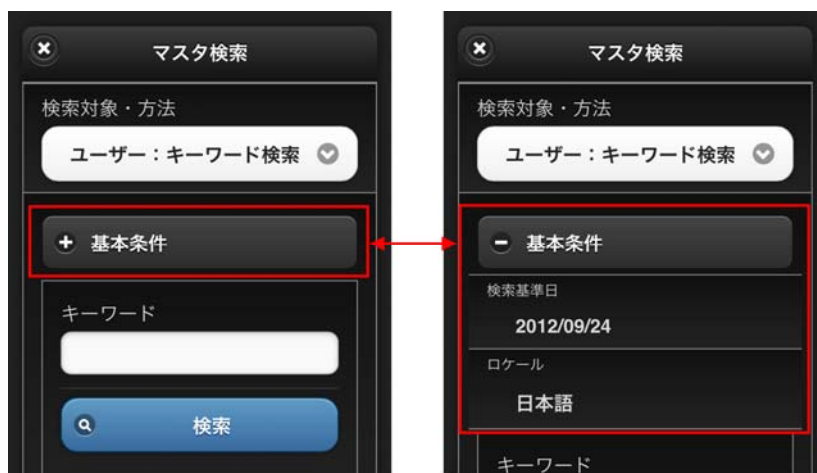 マスタ検索
検索対象・方法
ユーザー：キーワード検索
基本条件
キーワード
検索
マスタ検索
検索対象・方法
ユーザー：キーワード検索
基本条件
検索基準日
2012/09/24
ロケール
日本語
キーワード